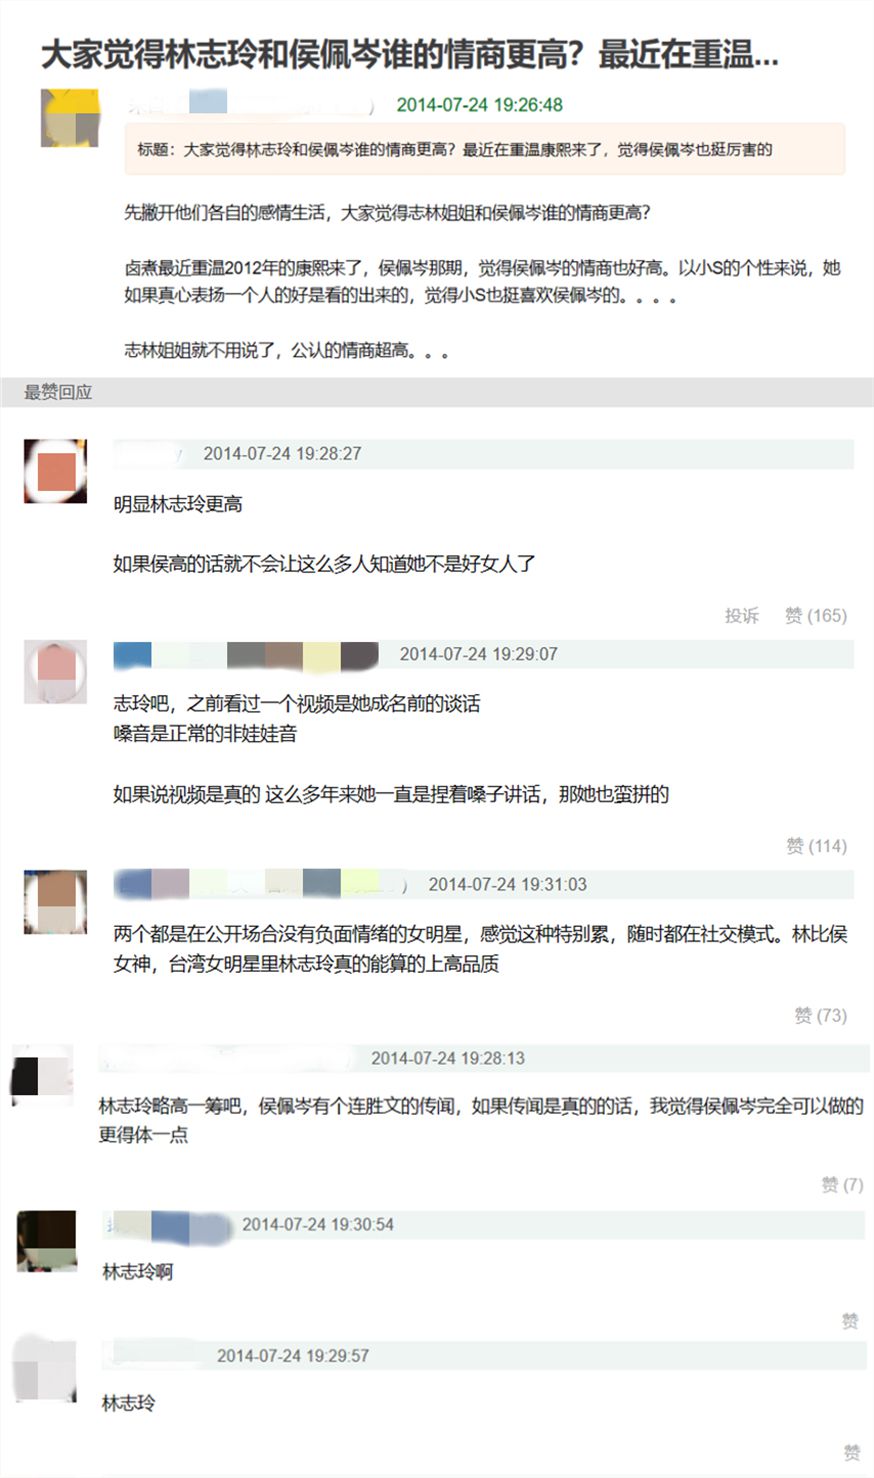 大家觉得林志玲和侯佩岑谁的情商更高？最近在重温...
2014-07-24 19:26:48
标题：大家觉得林志玲和侯佩岑谁的情商更高？最近在重温康熙来了，觉得侯佩岑也挺厉害的
先撇开他们各自的感情生活，大家觉得志林姐姐和侯佩岑谁的情商更高？
卤煮最近重温2012年的康熙来了，侯佩岑那期，觉得侯佩岑的情商也好高。以小S的个性来说，她
如果真心表扬一个人的好是看的出来的，觉得小S也挺喜欢侯佩岑的。。。。
志林姐姐就不用说了，公认的情商超高。。。
最赞回应
2014-07-24 19:28:27
明显林志玲更高
如果侯高的话就不会让这么多人知道她不是好女人了
投诉 赞 (165)
2014-07-24 19:29:07
志玲吧，之前看过一个视频是她成名前的谈话
嗓音是正常的非娃娃音
如果说视频是真的 这么多年来她一直是捏着嗓子讲话，那她也蛮拼的
赞 (114)
2014-07-24 19:31:03
两个都是在公开场合没有负面情绪的女明星，感觉这种特别累，随时都在社交模式。林比侯
女神，台湾女明星里林志玲真的能算的上高品质
赞 (73)
2014-07-24 19:28:13
林志玲略高一筹吧，侯佩岑有个连胜文的传闻，如果传闻是真的的话，我觉得侯佩岑完全可以做的
更得体一点
赞 (7)
2014-07-24 19:30:54
林志玲啊
赞
2014-07-24 19:29:57
林志玲
赞